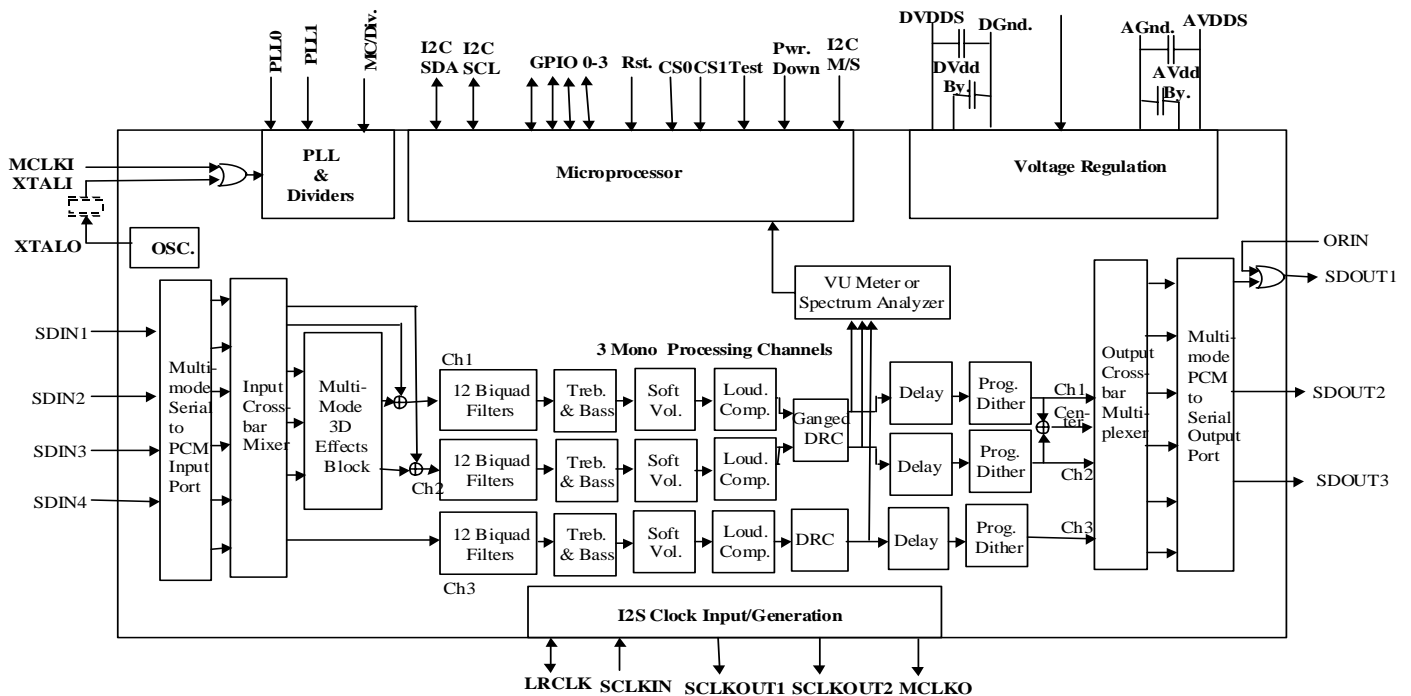 PLL0
PLL1
MC/Div.
I2C
SDA
I2C
SCL
GPIO 0-3
Rst.
CS0
CS1
Test
Pwr.
Down
I2C
M/S
DVDDS
DGnd.
DVdd
By.
AGnd.
AVDDS
AVdd
By.
MCLKI
XTALI
XTALO
OSC.
PLL
&
Dividers
Microprocessor
Voltage Regulation
ORIN
SDOUT1
SDOUT2
SDOUT3
VU Meter or
Spectrum Analyzer
3 Mono Processing Channels
SDIN1
SDIN2
SDIN3
SDIN4
Multi-
mode
Serial
to
PCM
Input
Port
Input
Cross-
bar
Mixer
Multi-
Mode
3D
Effects
Block
Ch1
12 Biquad
Filters
Treb.
& Bass
Soft
Vol.
Loud.
Comp.
Ganged
DRC
Delay
Prog.
Dither
Ch1
Cen-
ter
Ch2
12 Biquad
Filters
Treb.
& Bass
Soft
Vol.
Loud.
Comp.
Delay
Prog.
Dither
Ch2
12 Biquad
Filters
Treb.
& Bass
Soft
Vol.
Loud.
Comp.
DRC
Delay
Prog.
Dither
Ch3
Ch3
Output
Cross-
bar
Multi-
plexer
Multi-
mode
PCM
to
Serial
Output
Port
I2S Clock Input/Generation
LRCLK
SCLKIN
SCLKOUT1
SCLKOUT2
MCLKO